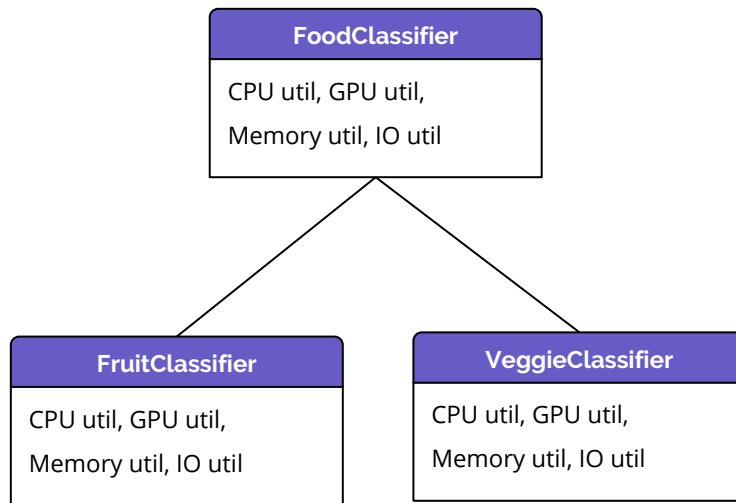 FoodClassifier
CPU util, GPU util,
Memory util, IO util
FruitClassifier
CPU util, GPU util,
Memory util, IO util
VeggieClassifier
CPU util, GPU util,
Memory util, IO util